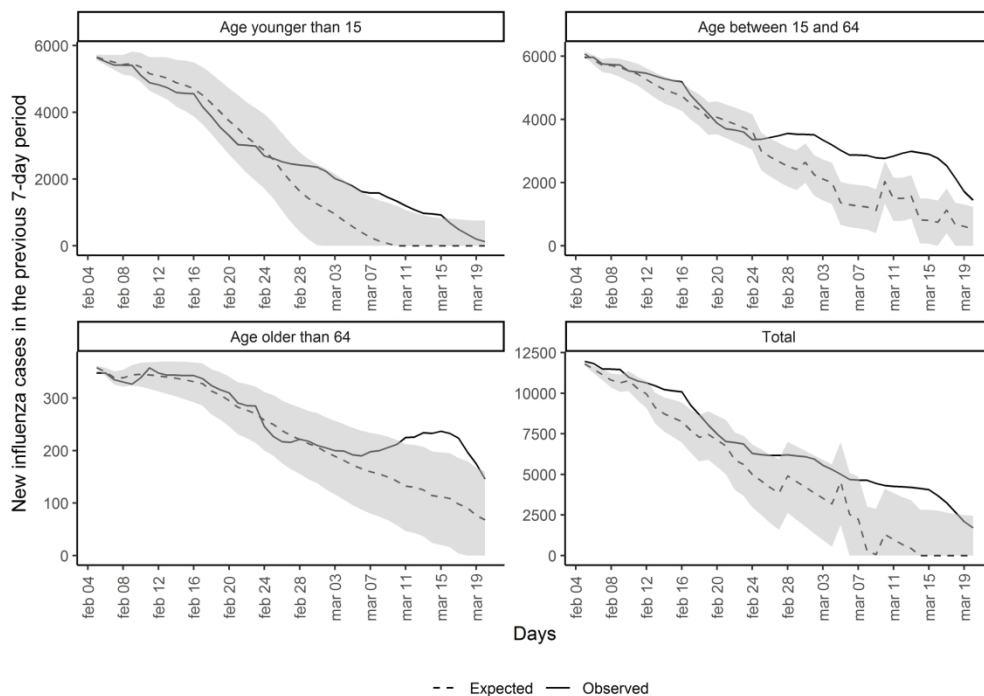 Age younger than 15
Age between 15 and 64
6000
4000
2000
0
feb 04
feb 08
feb 12
feb 16
feb 20
feb 24
feb 28
mar 03
mar 07
mar 11
mar 15
mar 19
6000
4000
2000
0
feb 04
feb 08
feb 12
feb 16
feb 20
feb 24
feb 28
mar 03
mar 07
mar 11
mar 15
mar 19
New influenza cases in the previous 7-day period
Age older than 64
Total
300
200
100
0
feb 04
feb 08
feb 12
feb 16
feb 20
feb 24
feb 28
mar 03
mar 07
mar 11
mar 15
mar 19
12500
10000
7500
5000
2500
0
feb 04
feb 08
feb 12
feb 16
feb 20
feb 24
feb 28
mar 03
mar 07
mar 11
mar 15
mar 19
Days
Expected
Observed